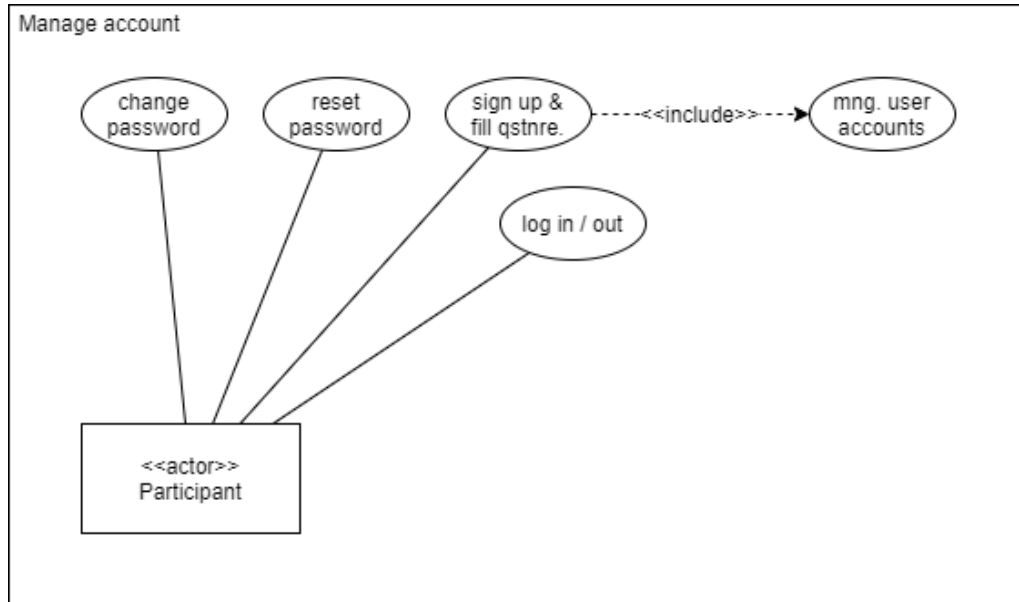 Manage account
change
password
reset
password
sign up &
fill qstnre.
<<include>>
mng. user
accounts
log in / out
<<actor>>
Participant